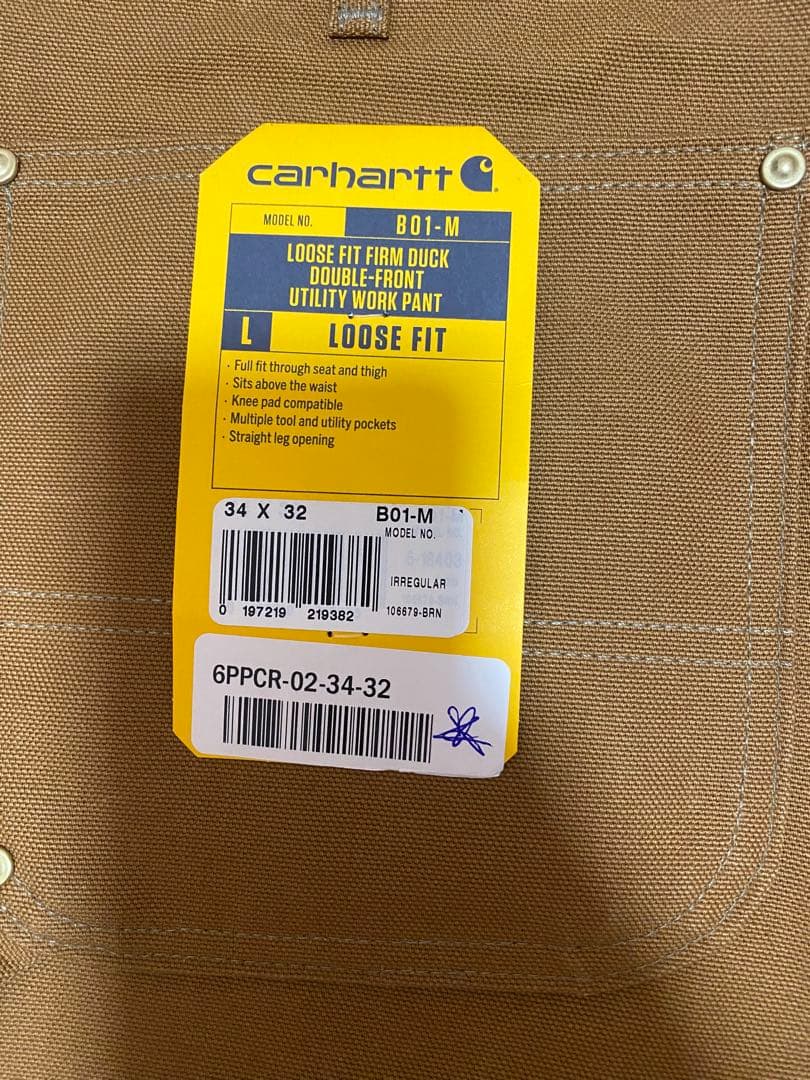 carhartt
MODEL NO. B01-M
LOOSE FIT FIRM DUCK
DOUBLE-FRONT
UTILITY WORK PANT
L LOOSE FIT
· Full fit through seat and thigh
· Sits above the waist
· Knee pad compatible
· Multiple tool and utility pockets
· Straight leg opening
34 X 32 B01-M
MODEL NO.
IRREGULAR
0 197219 219382 106679-BRN
6PPCR-02-34-32